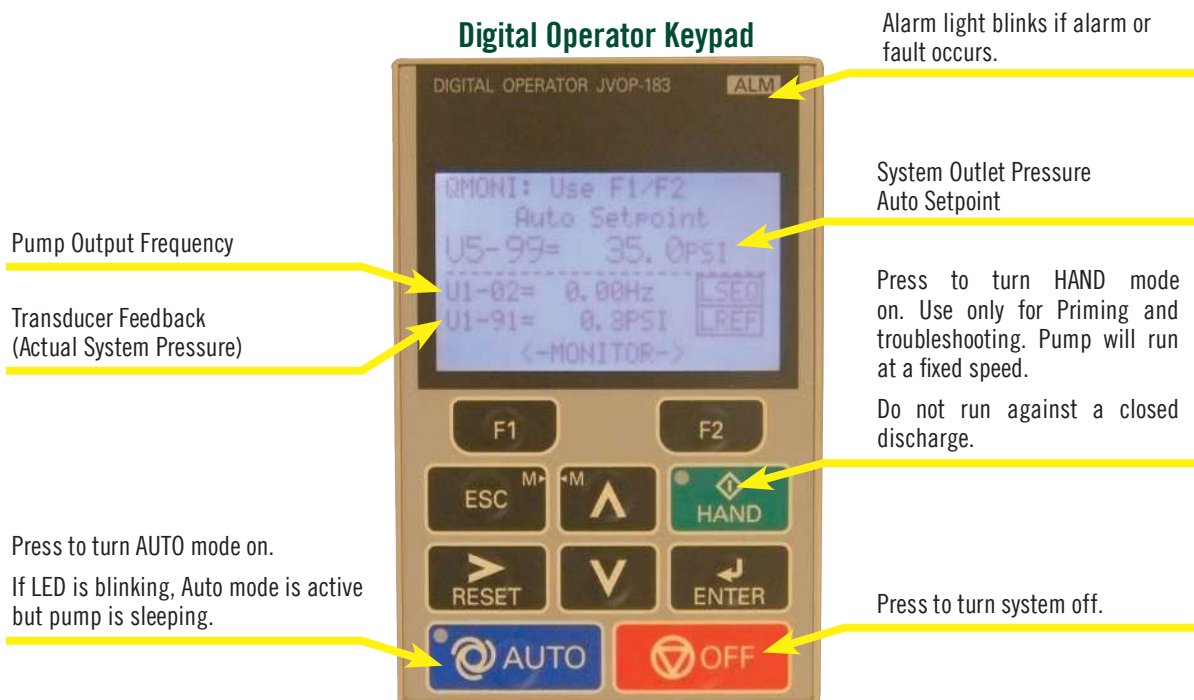 Digital Operator Keypad
Alarm light blinks if alarm or
fault occurs.
DIGITAL OPERATOR JVOP-183
ALM
System Outlet Pressure
Auto Setpoint
QMONI: Use F1/F2
Auto Setpoint
U5-99= 35.0PSI
U1-02= 0.00Hz LSEQ
U1-91= 0.3PSI LREF
<-MONITOR->
Pump Output Frequency
Transducer Feedback
(Actual System Pressure)
Press to turn HAND mode
on. Use only for Priming and
troubleshooting. Pump will run
at a fixed speed.
Do not run against a closed
discharge.
F1
F2
ESC
M▸
◂M
HAND
RESET
ENTER
Press to turn AUTO mode on.
If LED is blinking, Auto mode is active
but pump is sleeping.
Press to turn system off.
AUTO
OFF